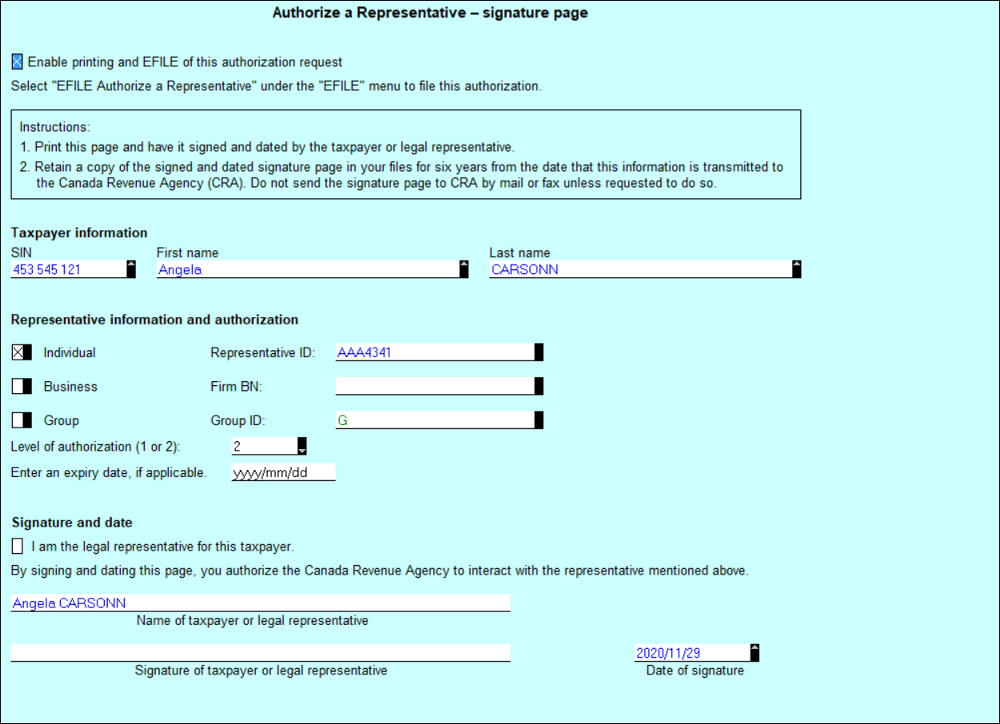 Authorize a Representative – signature page
Enable printing and EFILE of this authorization request
Select "EFILE Authorize a Representative" under the "EFILE" menu to file this authorization.
Instructions:
1. Print this page and have it signed and dated by the taxpayer or legal representative.
2. Retain a copy of the signed and dated signature page in your files for six years from the date that this information is transmitted to
the Canada Revenue Agency (CRA). Do not send the signature page to CRA by mail or fax unless requested to do so.
Taxpayer information
SIN First name Last name
453 545 121 Angela CARSONN
Representative information and authorization
Individual Representative ID: AAA4341
Business Firm BN:
Group Group ID: G
Level of authorization (1 or 2): 2
Enter an expiry date, if applicable. yyyy/mm/dd
Signature and date
I am the legal representative for this taxpayer.
By signing and dating this page, you authorize the Canada Revenue Agency to interact with the representative mentioned above.
Angela CARSONN
Name of taxpayer or legal representative
2020/11/29
Signature of taxpayer or legal representative Date of signature